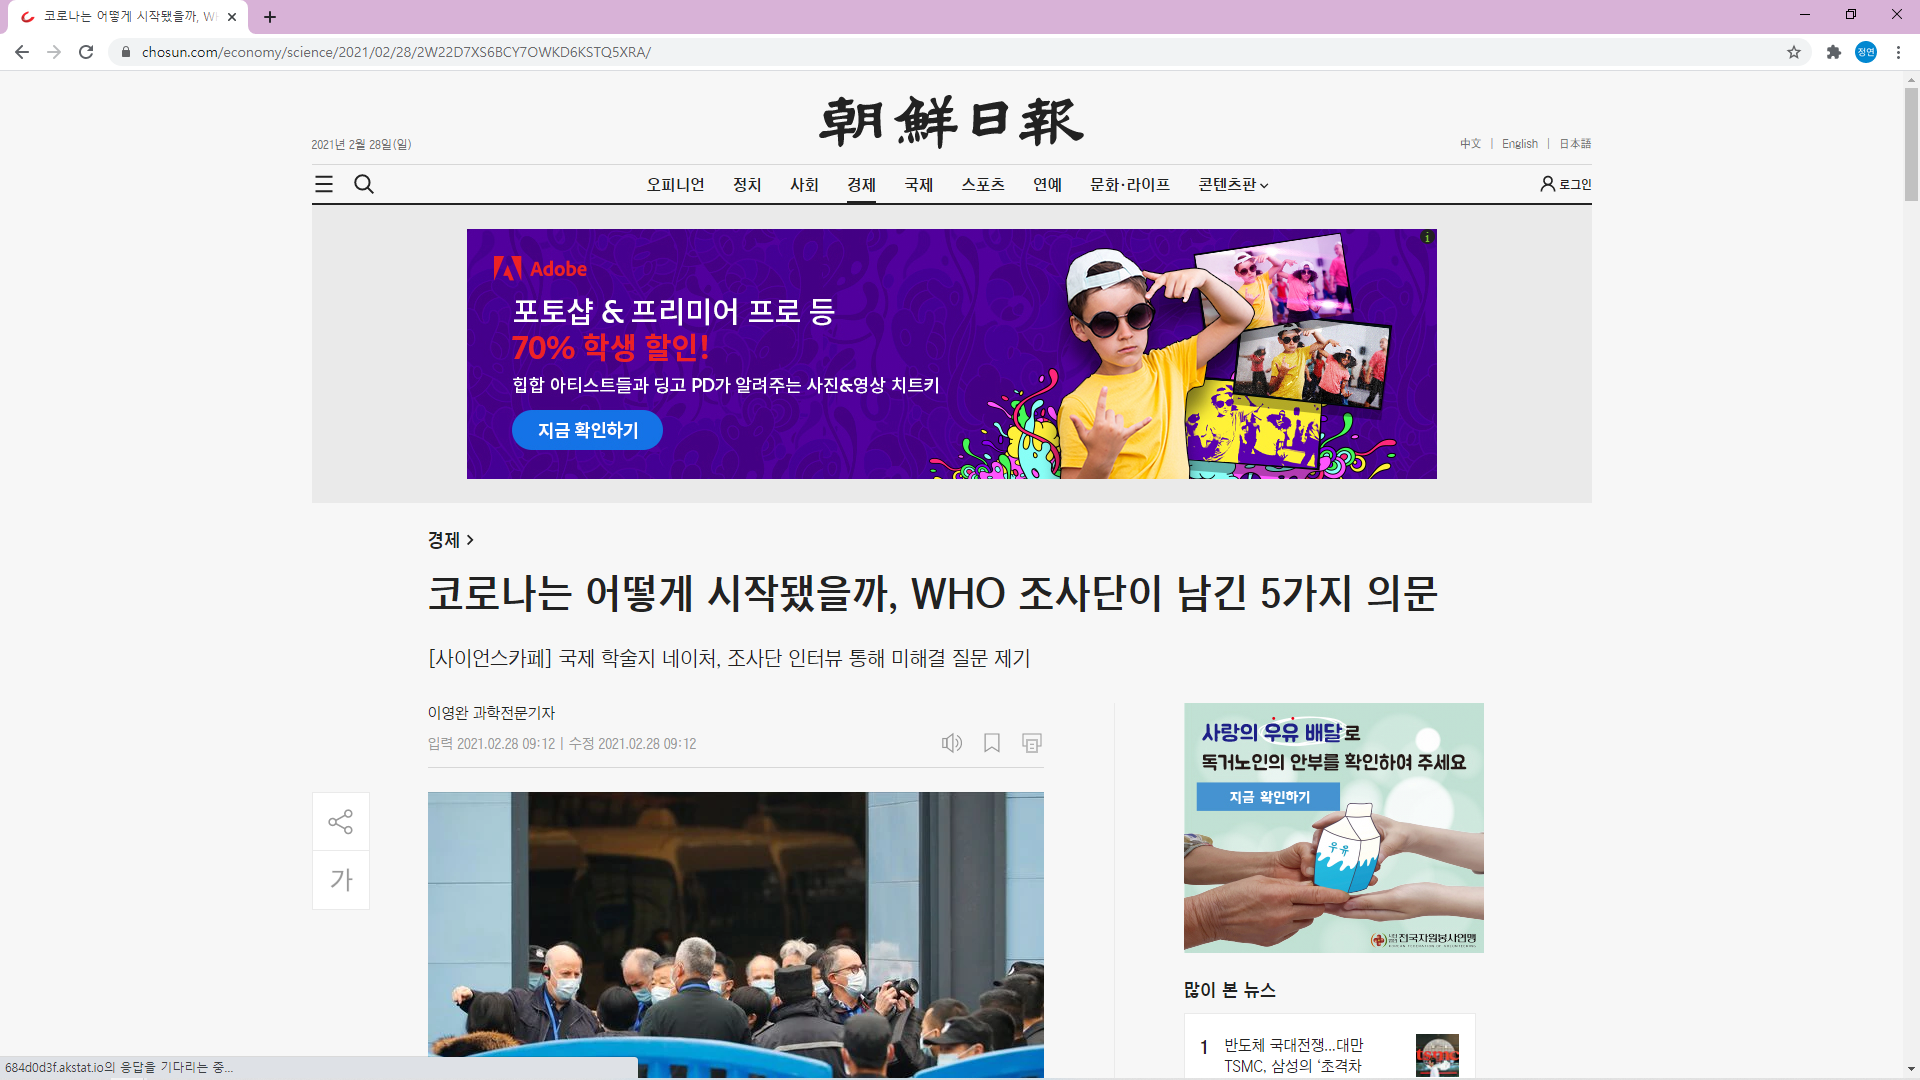 코로나는 어떻게 시작됐을까, WH
chosun.com/economy/science/2021/02/28/2W22D7XS6BCY7OWKD6KSTQ5XRA/
정연
朝鮮日報
2021년 2월 28일(일)
中文 | English | 日本語
오피니언 정치 사회 경제 국제 스포츠 연예 문화·라이프 콘텐츠판
로그인
Adobe
포토샵 & 프리미어 프로 등
70% 학생 할인!
힙합 아티스트들과 딩고 PD가 알려주는 사진&영상 치트키
지금 확인하기
경제 >
코로나는 어떻게 시작됐을까, WHO 조사단이 남긴 5가지 의문
[사이언스카페] 국제 학술지 네이처, 조사단 인터뷰 통해 미해결 질문 제기
이영완 과학전문기자
입력 2021.02.28 09:12 | 수정 2021.02.28 09:12
가
사랑의 우유 배달로
독거노인의 안부를 확인하여 주세요
지금 확인하기
우유
전국자원봉사연맹
많이 본 뉴스
1 반도체 국대전쟁...대만
TSMC, 삼성의 ‘초격차
684d0d3f.akstat.io의 응답을 기다리는 중...